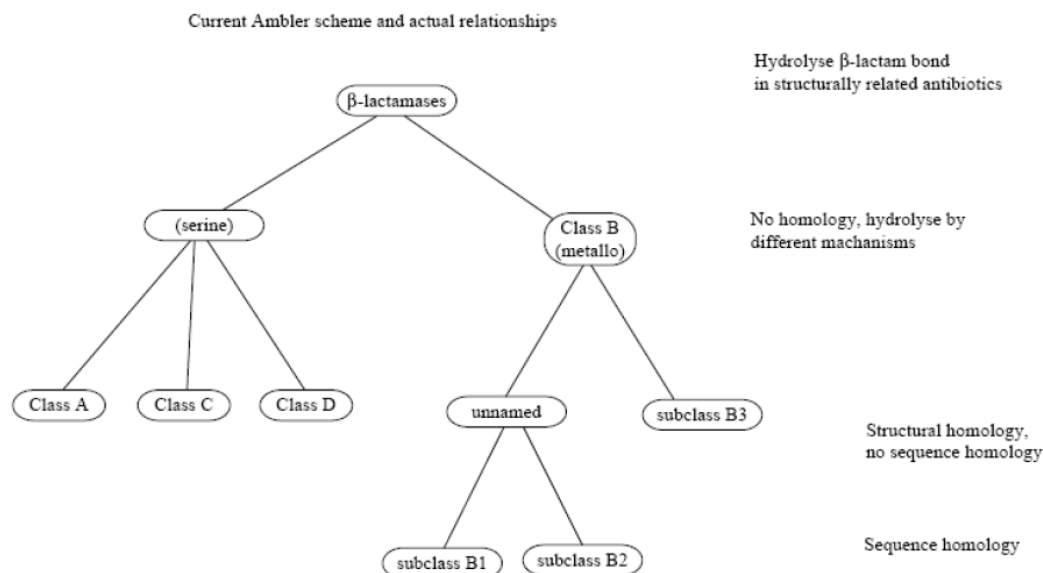 Current Ambler scheme and actual relationships
Hydrolyse β-lactam bond
in structurally related antibiotics
β-lactamases
(serine)
Class B
(metallo)
No homology, hydrolyse by
different machanisms
Class A
Class C
Class D
unnamed
subclass B3
Structural homology,
no sequence homology
subclass B1
subclass B2
Sequence homology